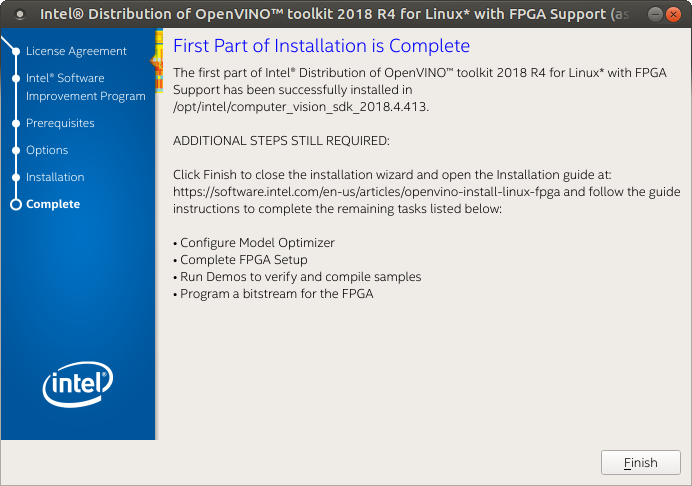 Intel® Distribution of OpenVINO™ toolkit 2018 R4 for Linux* with FPGA Support (as
License Agreement
Intel® Software
Improvement Program
Prerequisites
Options
Installation
Complete
intel®
First Part of Installation is Complete
The first part of Intel® Distribution of OpenVINO™ toolkit 2018 R4 for Linux* with FPGA
Support has been successfully installed in
/opt/intel/computer_vision_sdk_2018.4.413.
ADDITIONAL STEPS STILL REQUIRED:
Click Finish to close the installation wizard and open the Installation guide at:
https://software.intel.com/en-us/articles/openvino-install-linux-fpga and follow the guide
instructions to complete the remaining tasks listed below:
• Configure Model Optimizer
• Complete FPGA Setup
• Run Demos to verify and compile samples
• Program a bitstream for the FPGA
Finish